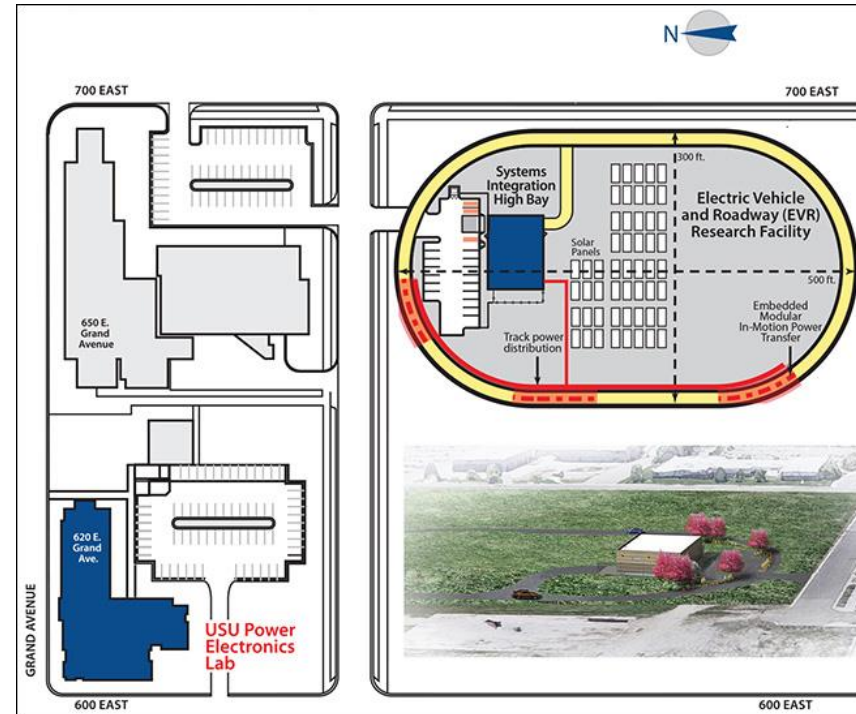 N
700 EAST
700 EAST
300 ft.
Systems
Integration
High Bay
Electric Vehicle
and Roadway (EVR)
Research Facility
Solar
Panels
500 ft.
650 E.
Grand
Avenue
Track power
distribution
Embedded
Modular
In-Motion Power
Transfer
620 E.
Grand
Ave.
GRAND AVENUE
USU Power
Electronics
Lab
600 EAST
600 EAST